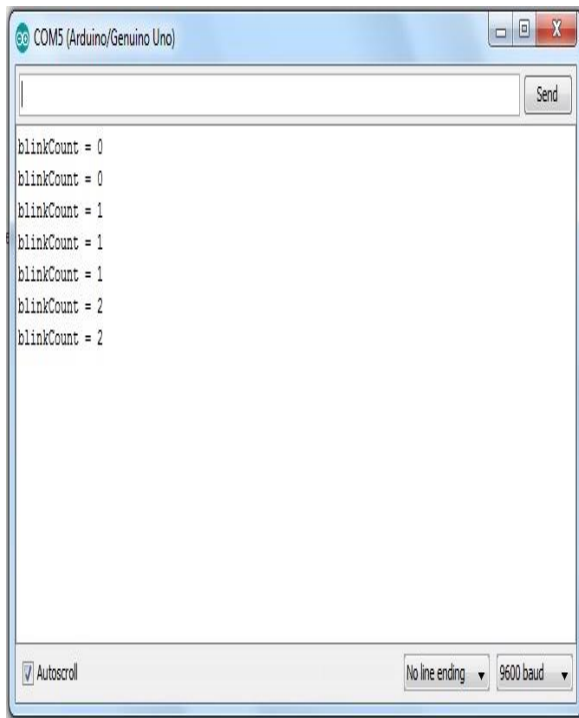 COM5 (Arduino/Genuino Uno)
Send
blinkCount = 0
blinkCount = 0
blinkCount = 1
blinkCount = 1
blinkCount = 1
blinkCount = 2
blinkCount = 2
Autoscroll
No line ending
9600 baud